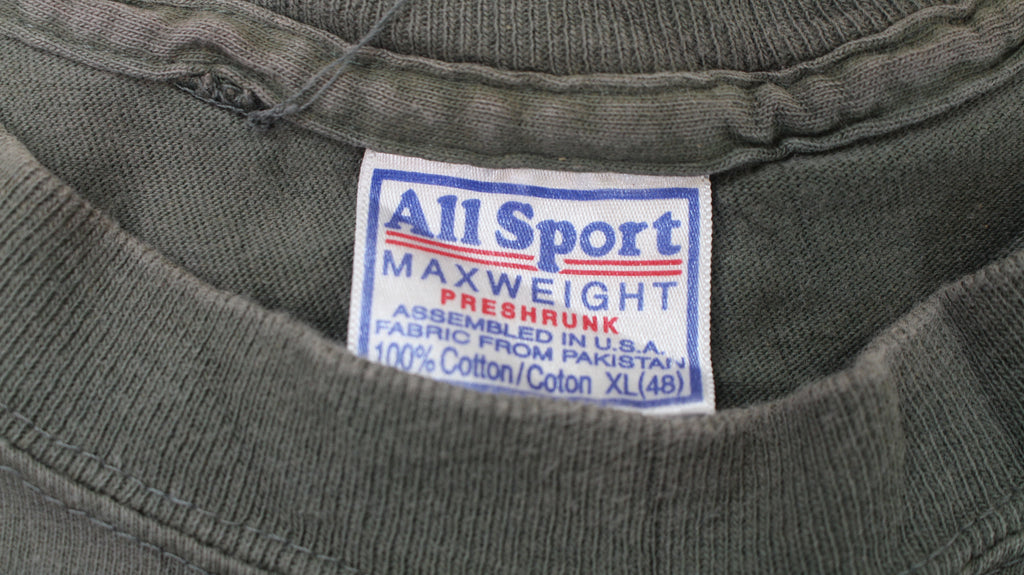 All Sport
MAXWEIGHT
PRESHRUNK
ASSEMBLED IN U.S.A.
FABRIC FROM PAKISTAN
100% Cotton/Coton XL(48)